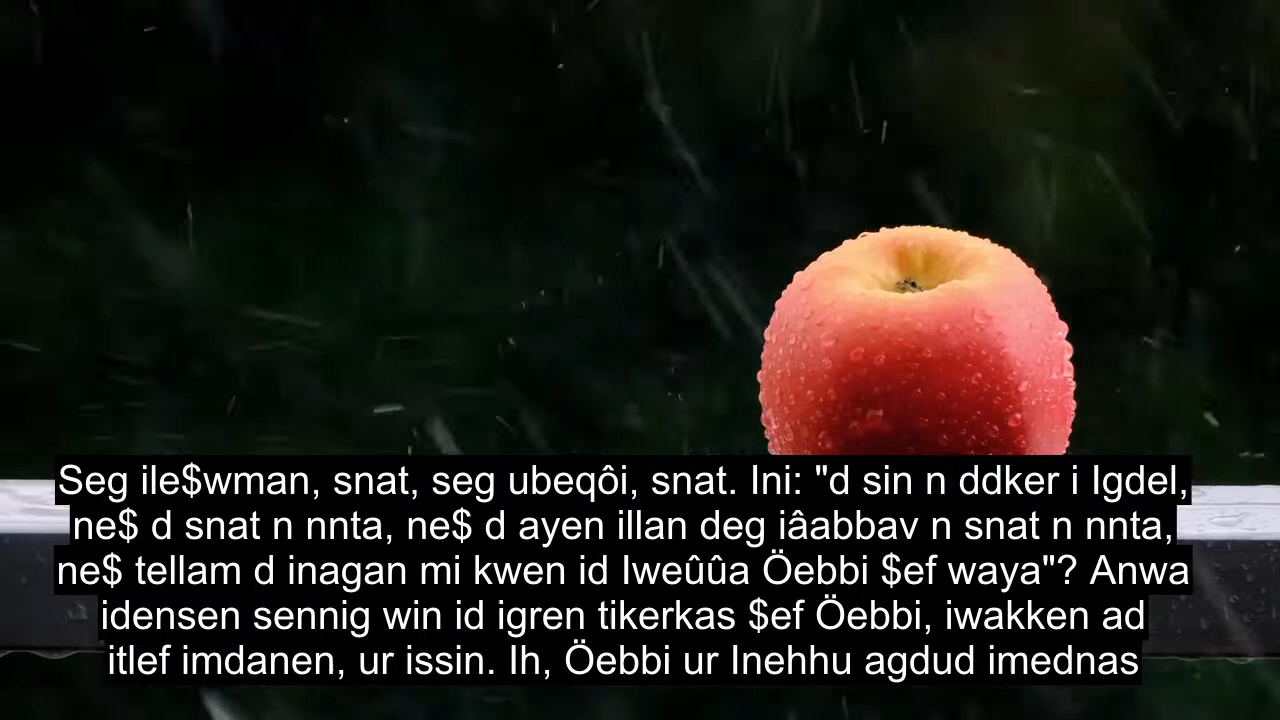 Seg ile$wman, snat, seg ubeqôi, snat. Ini: "d sin n ddker i Igdel,
ne$ d snat n nnta, ne$ d ayen illan deg iâabbav n snat n nnta,
ne$ tellam d inagan mi kwen id Iweûûa Öebbi $ef waya"? Anwa
idensen sennig win id igren tikerkas $ef Öebbi, iwakken ad
itlef imdanen, ur issin. Ih, Öebbi ur Inehhu agdud imednas